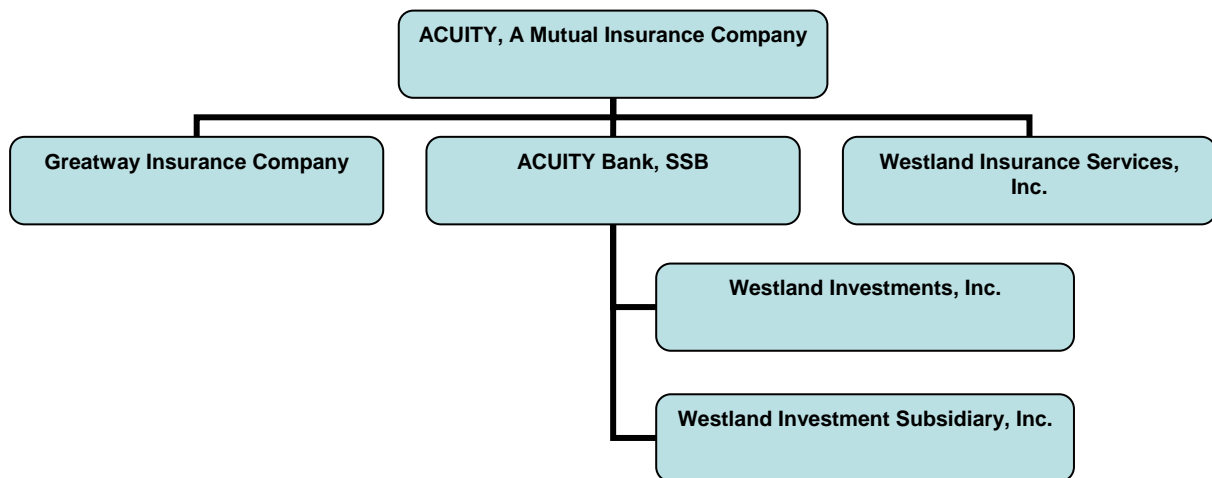 ACUITY, A Mutual Insurance Company
Greatway Insurance Company
ACUITY Bank, SSB
Westland Insurance Services,
Inc.
Westland Investments, Inc.
Westland Investment Subsidiary, Inc.